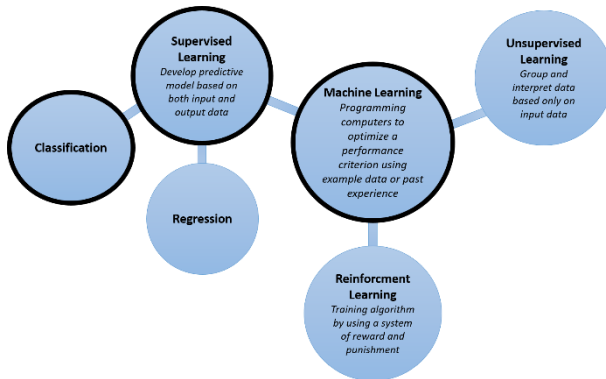 Supervised
Learning
Develop predictive
model based on
both input and
output data
Unsupervised
Learning
Group and
interpret data
based only on
input data
Machine Learning
Programming
computers to
optimize a
performance
criterion using
example data or past
experience
Classification
Regression
Reinforcment
Learning
Training algorithm
by using a system
of reward and
punishment